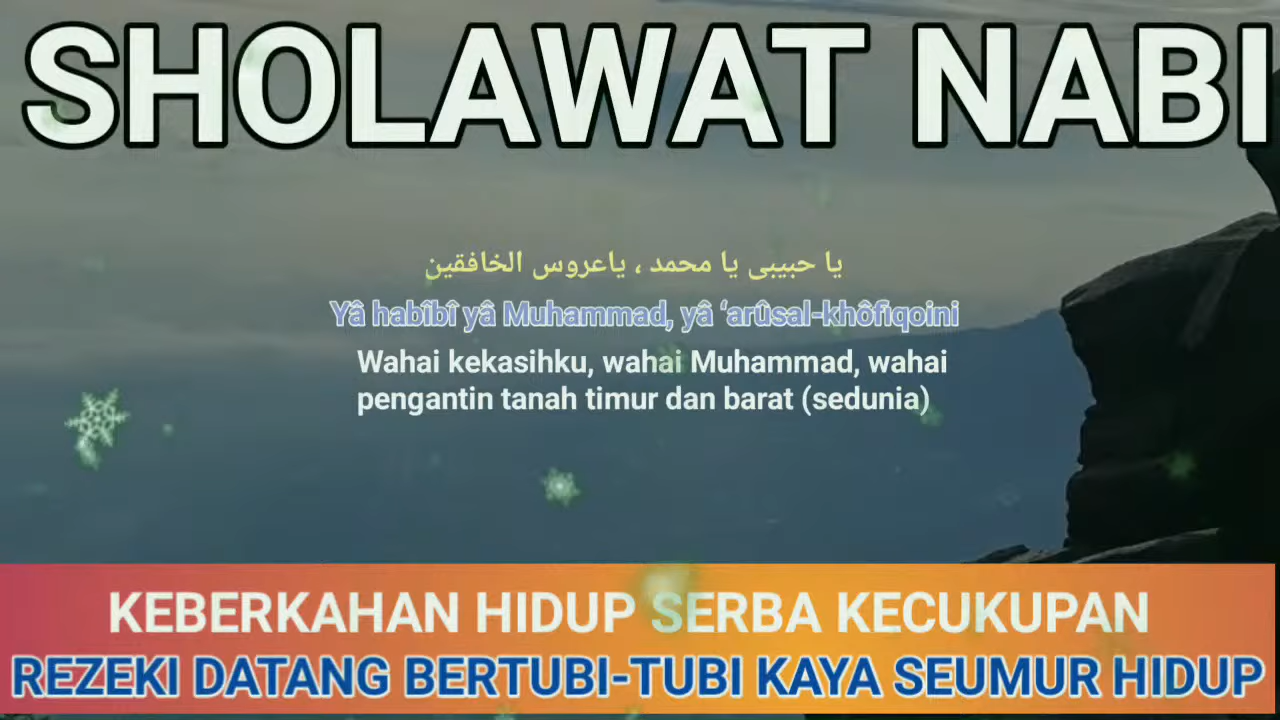 SHOLAWAT NABI
يا حبيبى يا محمد ، ياعروس الخافقين
Yâ habîbî yâ Muhammad, yâ ‘arûsal-khôfiqoini
Wahai kekasihku, wahai Muhammad, wahai
pengantin tanah timur dan barat (sedunia)
KEBERKAHAN HIDUP SERBA KECUKUPAN
REZEKI DATANG BERTUBI-TUBI KAYA SEUMUR HIDUP